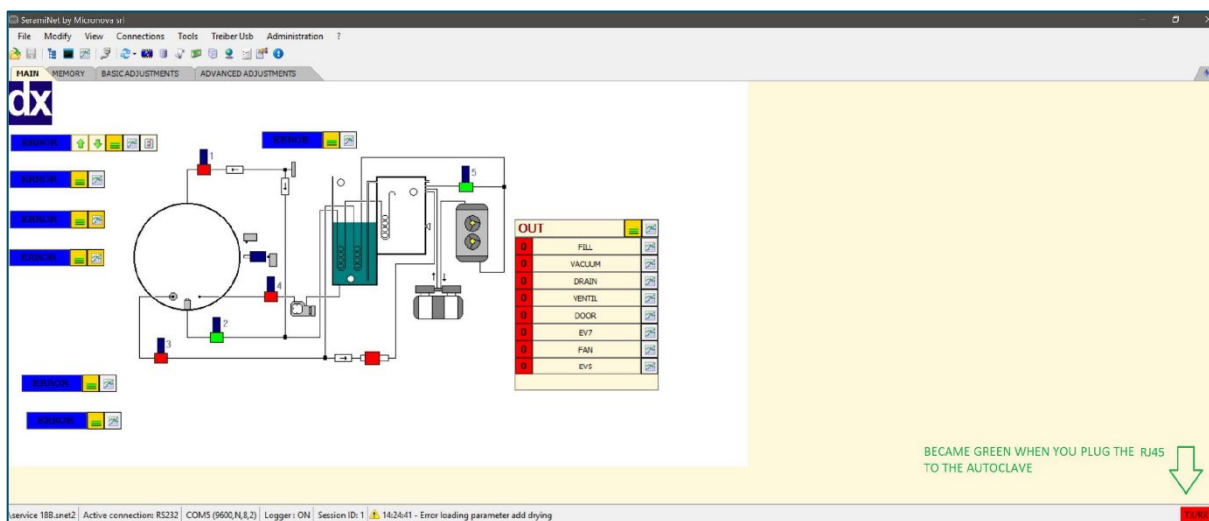 SeramiNet by Micronova srl
File Modify View Connections Tools Treiber Usb Administration ?
MAIN MEMORY BASIC ADJUSTMENTS ADVANCED ADJUSTMENTS
dx
ERROR
ERROR
1
5
ERROR
ERROR
ERROR
OUT
0 FILL
0 VACUUM
0 DRAIN
0 VENTIL
0 DOOR
0 EV7
0 FAN
0 EV5
4
2
3
ERROR
ERROR
BECAME GREEN WHEN YOU PLUG THE RJ45
TO THE AUTOCLAVE
\service 18B.snet2 Active connection: RS232 COM5 (9600,N,8,2) Logger: ON Session ID: 1 14:24:41 - Error loading parameter add drying